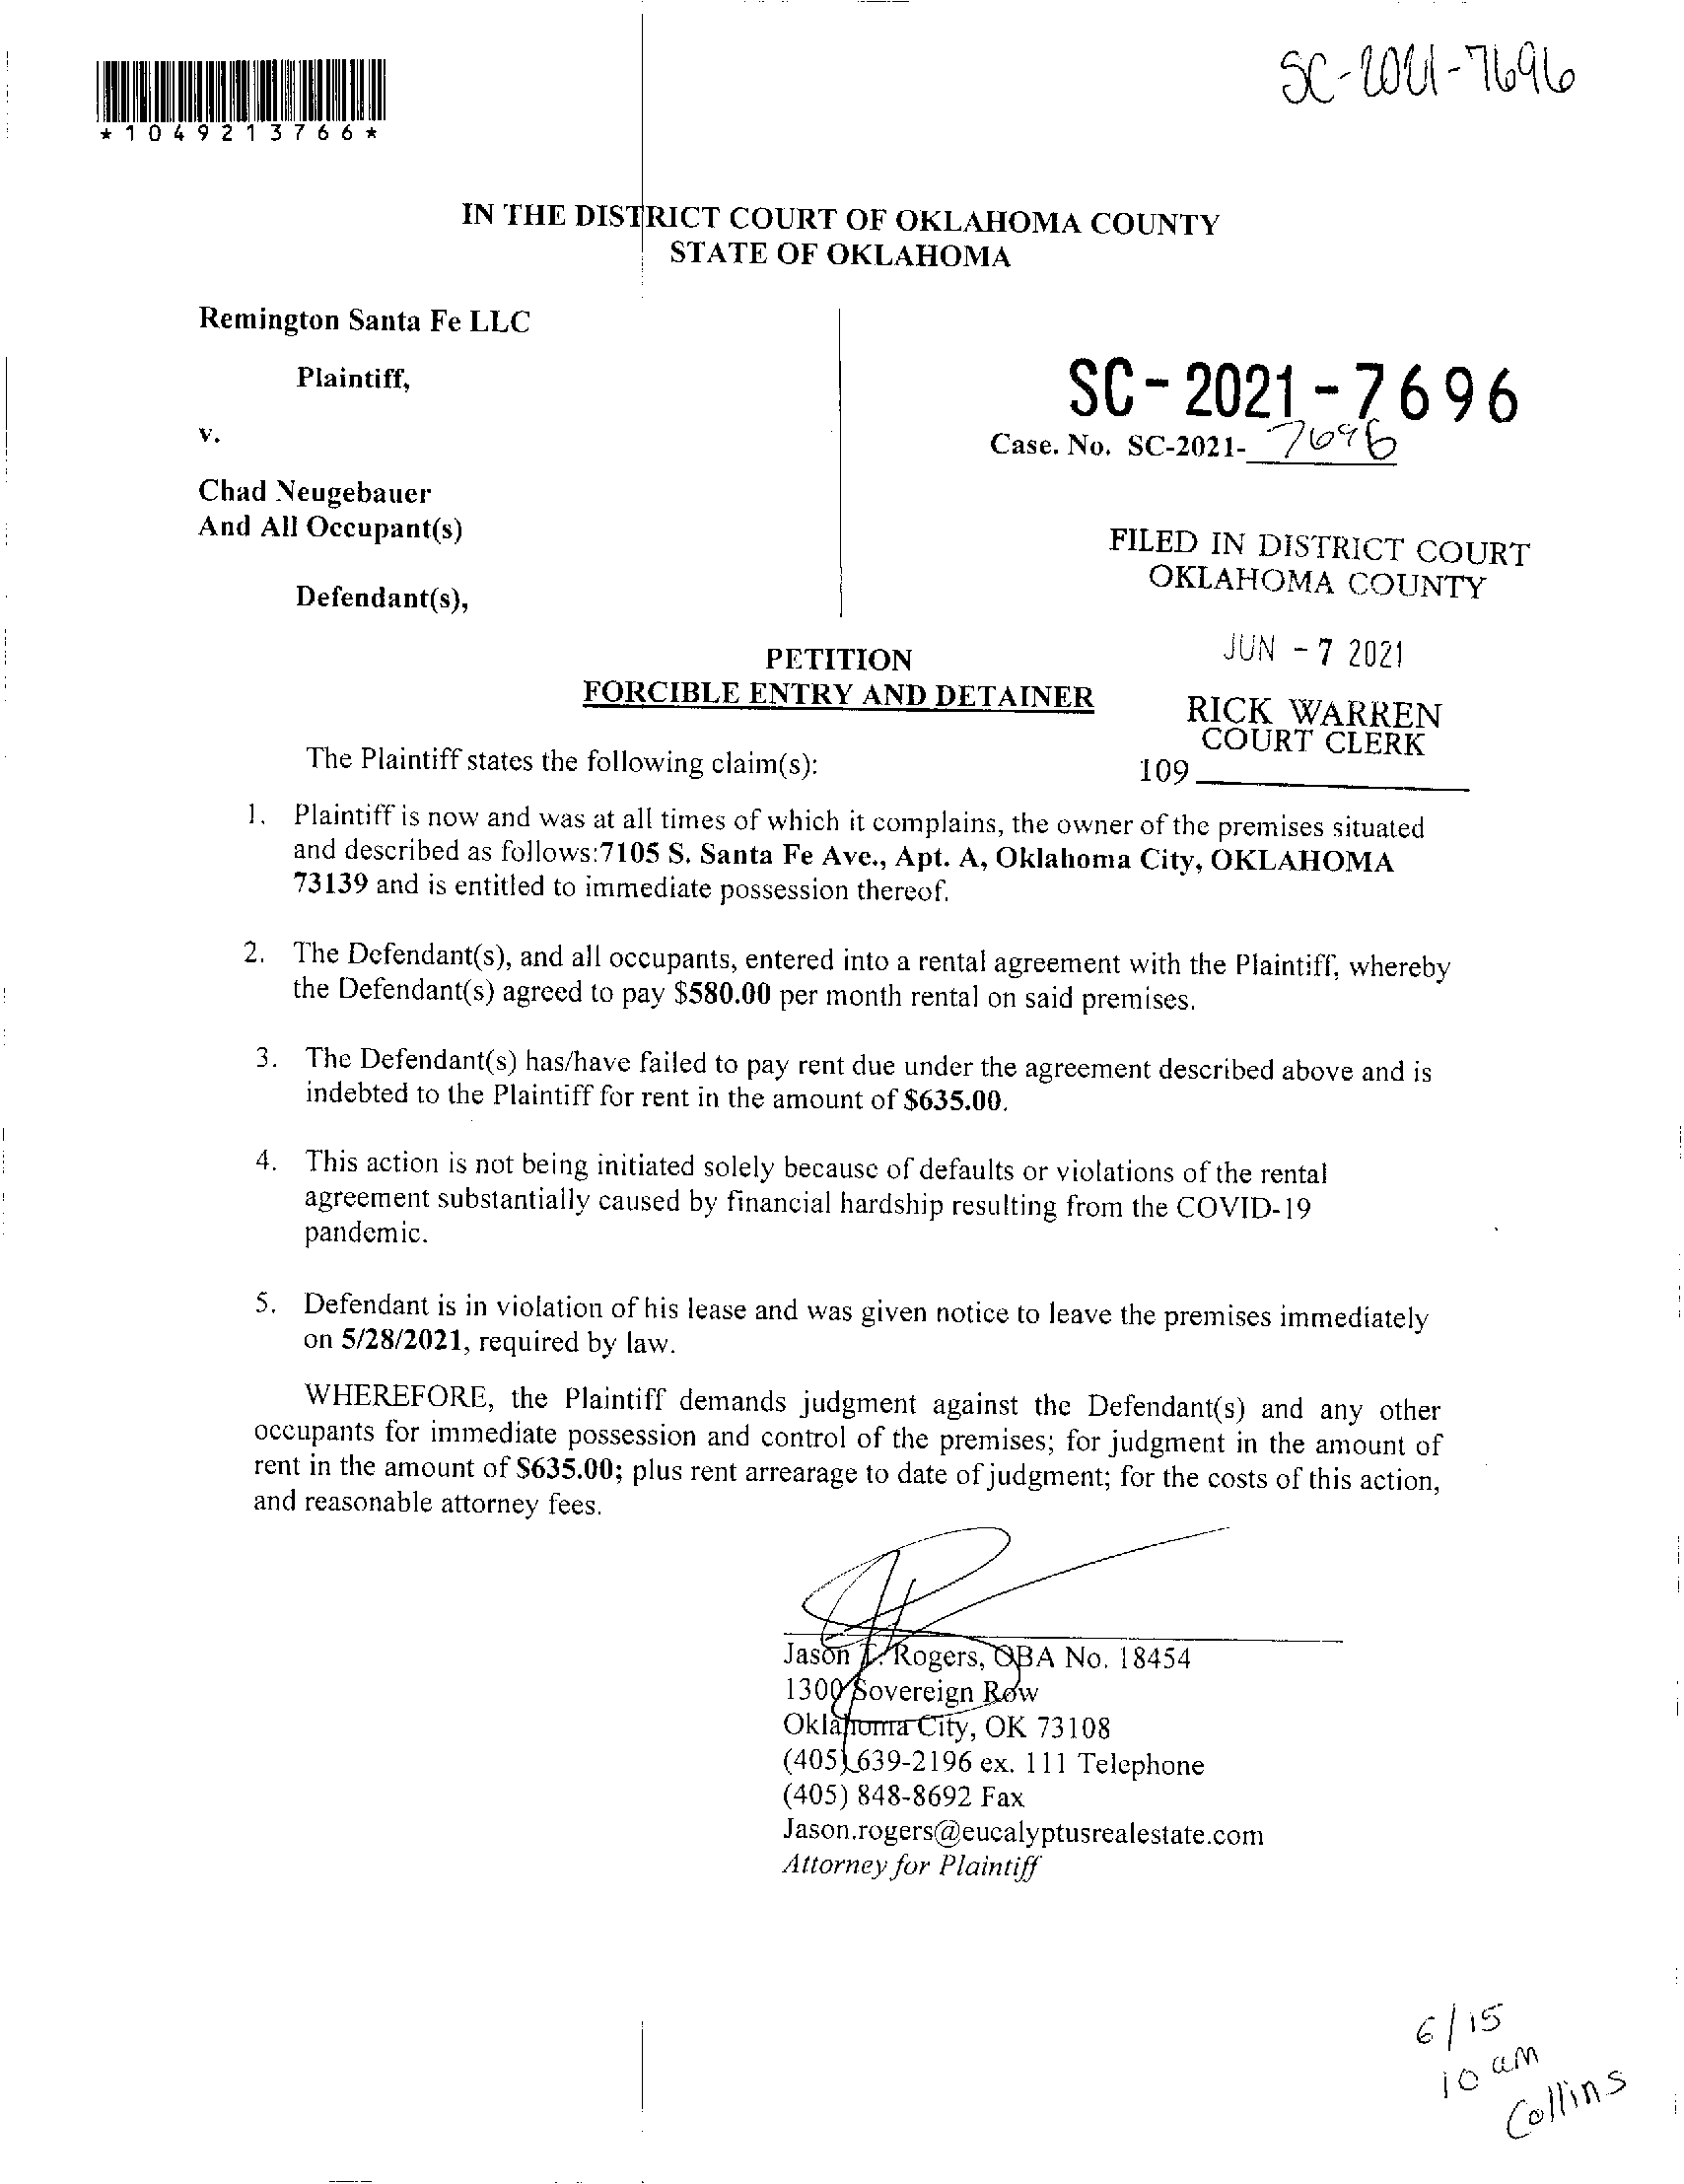 SC-2021-7696
*1049213766*
IN THE DISTRICT COURT OF OKLAHOMA COUNTY
STATE OF OKLAHOMA
Remington Santa Fe LLC
Plaintiff,
v.
Chad Neugebauer
And All Occupant(s)
Defendant(s),
SC-2021-7696
Case. No. SC-2021-7696
FILED IN DISTRICT COURT
OKLAHOMA COUNTY
JUN - 7 2021
RICK WARREN
COURT CLERK
109
PETITION
FORCIBLE ENTRY AND DETAINER
The Plaintiff states the following claim(s):
1. Plaintiff is now and was at all times of which it complains, the owner of the premises situated
and described as follows:7105 S. Santa Fe Ave., Apt. A, Oklahoma City, OKLAHOMA
73139 and is entitled to immediate possession thereof.
2. The Defendant(s), and all occupants, entered into a rental agreement with the Plaintiff, whereby
the Defendant(s) agreed to pay $580.00 per month rental on said premises.
3. The Defendant(s) has/have failed to pay rent due under the agreement described above and is
indebted to the Plaintiff for rent in the amount of $635.00.
4. This action is not being initiated solely because of defaults or violations of the rental
agreement substantially caused by financial hardship resulting from the COVID-19
pandemic.
5. Defendant is in violation of his lease and was given notice to leave the premises immediately
on 5/28/2021, required by law.
WHEREFORE, the Plaintiff demands judgment against the Defendant(s) and any other
occupants for immediate possession and control of the premises; for judgment in the amount of
rent in the amount of $635.00; plus rent arrearage to date of judgment; for the costs of this action,
and reasonable attorney fees.
Jason Rogers, OBA No. 18454
1300 Sovereign Row
Oklahoma City, OK 73108
(405) 639-2196 ex. 111 Telephone
(405) 848-8692 Fax
Jason.rogers@eucalyptusrealestate.com
Attorney for Plaintiff
6/15
10 am
Collins